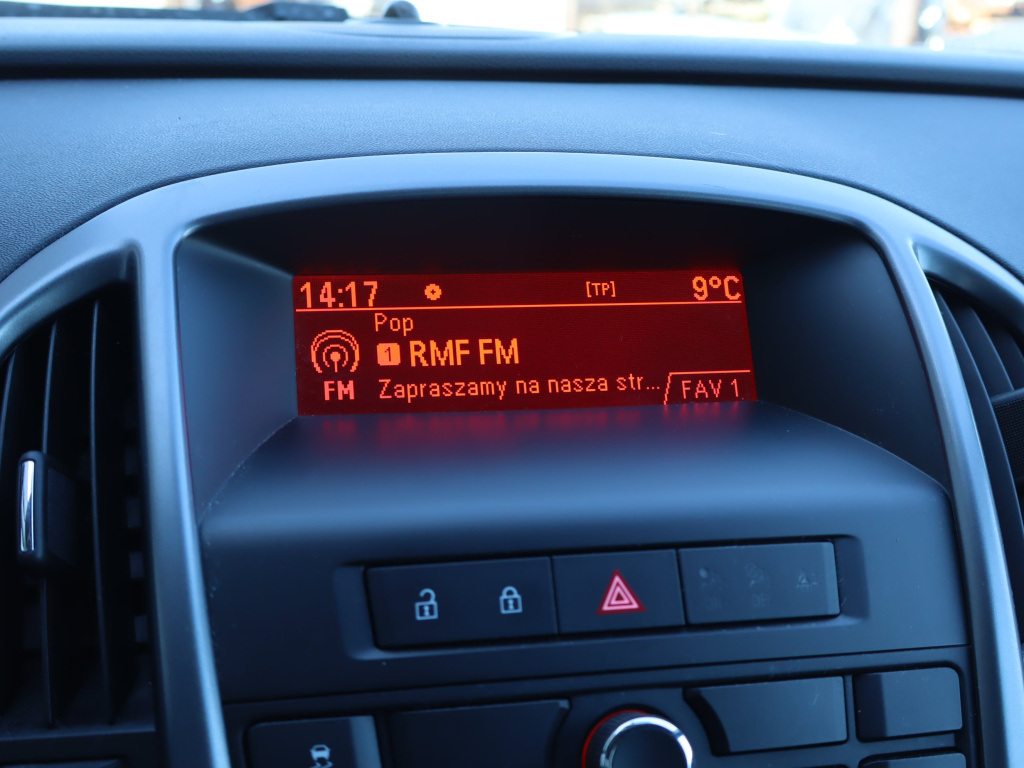 14:17 [TP] 9°C
Pop
1 RMF FM
FM Zapraszamy na nasza str... FAV 1